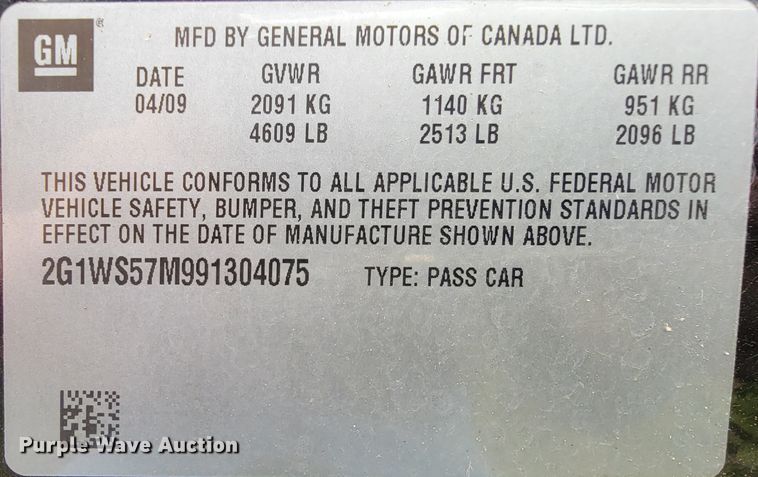 GM ®
MFD BY GENERAL MOTORS OF CANADA LTD.
DATE GVWR GAWR FRT GAWR RR
04/09 2091 KG 1140 KG 951 KG
4609 LB 2513 LB 2096 LB
THIS VEHICLE CONFORMS TO ALL APPLICABLE U.S. FEDERAL MOTOR
VEHICLE SAFETY, BUMPER, AND THEFT PREVENTION STANDARDS IN
EFFECT ON THE DATE OF MANUFACTURE SHOWN ABOVE.
2G1WS57M991304075 TYPE: PASS CAR
Purple Wave Auction